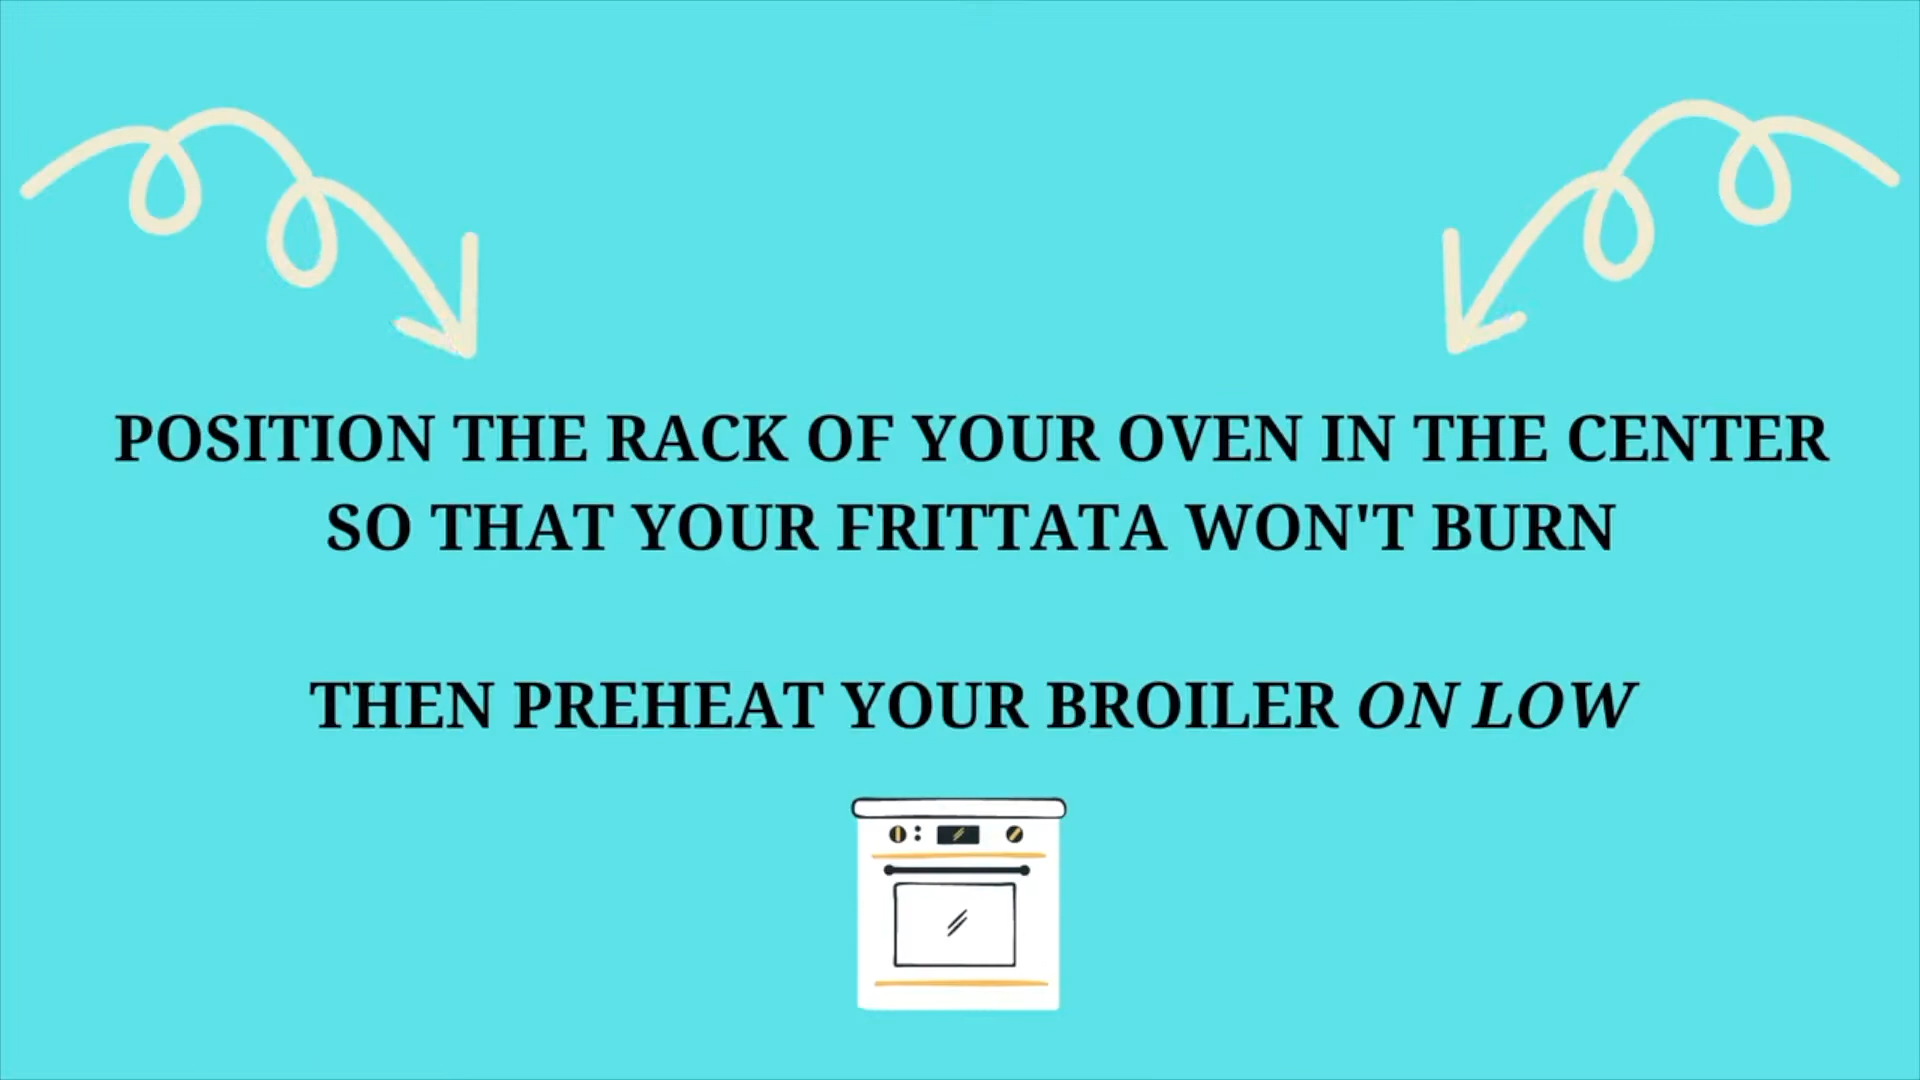 POSITION THE RACK OF YOUR OVEN IN THE CENTER
SO THAT YOUR FRITTATA WON'T BURN
THEN PREHEAT YOUR BROILER ON LOW